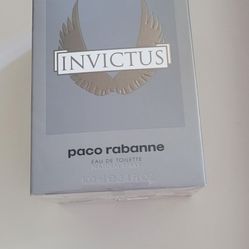 INVICTUS
paco rabanne
EAU DE TOILETTE